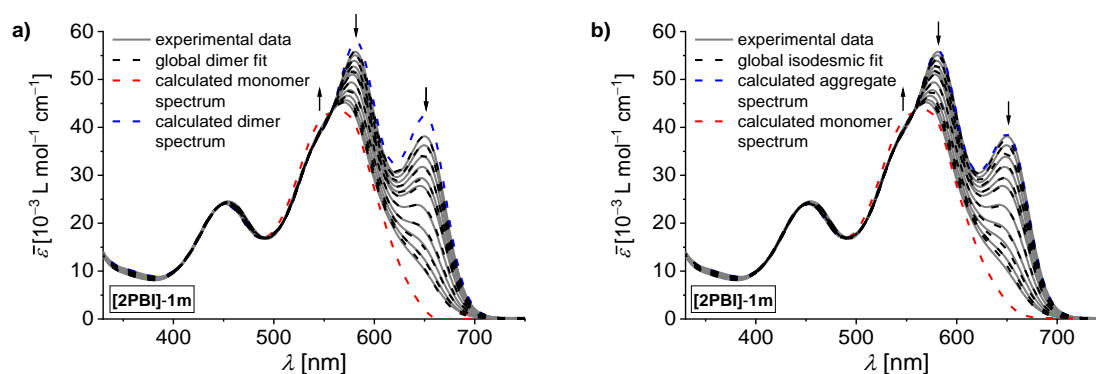 a)
60
50
40
30
20
10
0
ε̄ [10⁻³ L mol⁻¹ cm⁻¹]
experimental data
global dimer fit
calculated monomer
spectrum
calculated dimer
spectrum
[2PBI]-1m
400
500
600
700
λ [nm]
b)
60
50
40
30
20
10
0
ε̄ [10⁻³ L mol⁻¹ cm⁻¹]
experimental data
global isodesmic fit
calculated aggregate
spectrum
calculated monomer
spectrum
[2PBI]-1m
400
500
600
700
λ [nm]